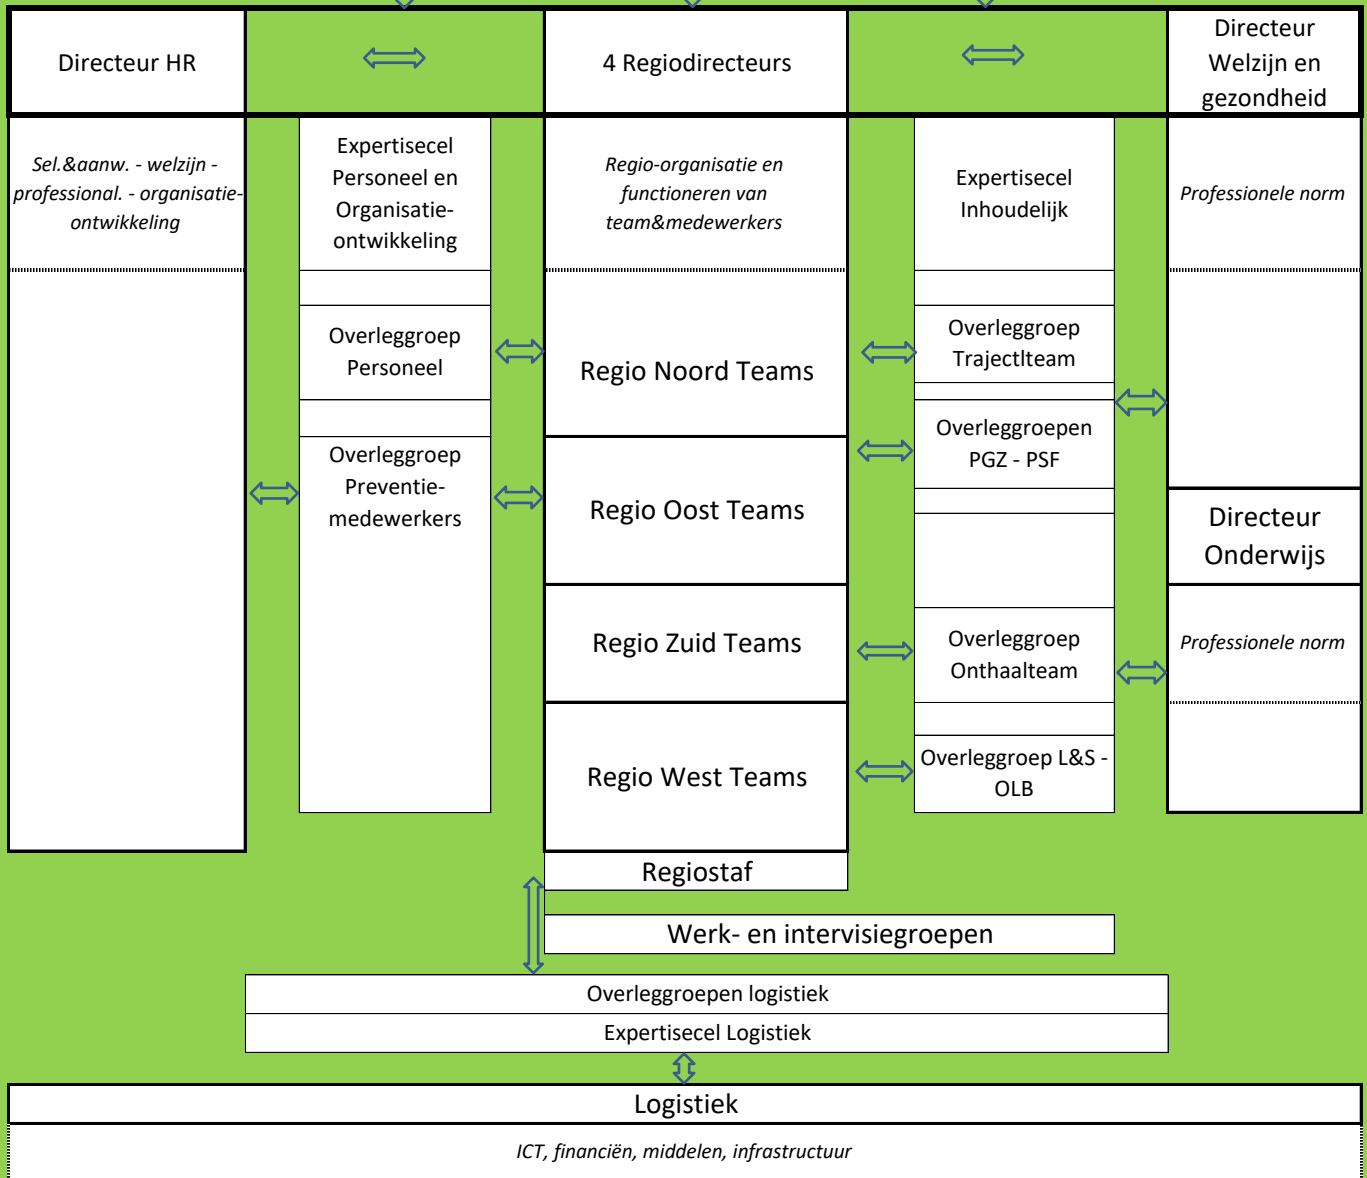 Directeur HR
4 Regiodirecteurs
Directeur
Welzijn en
gezondheid
Sel.&aanw. - welzijn -
professional. - organisatie-
ontwikkeling
Expertisecel
Personeel en
Organisatie-
ontwikkeling
Regio-organisatie en
functioneren van
team&medewerkers
Expertisecel
Inhoudelijk
Professionele norm
Overleggroep
Personeel
Regio Noord Teams
Overleggroep
Trajectlteam
Overleggroepen
PGZ - PSF
Overleggroep
Preventie-
medewerkers
Regio Oost Teams
Directeur
Onderwijs
Regio Zuid Teams
Overleggroep
Onthaalteam
Professionele norm
Regio West Teams
Overleggroep L&S -
OLB
Regiostaf
Werk- en intervisiegroepen
Overleggroepen logistiek
Expertisecel Logistiek
Logistiek
ICT, financiën, middelen, infrastructuur